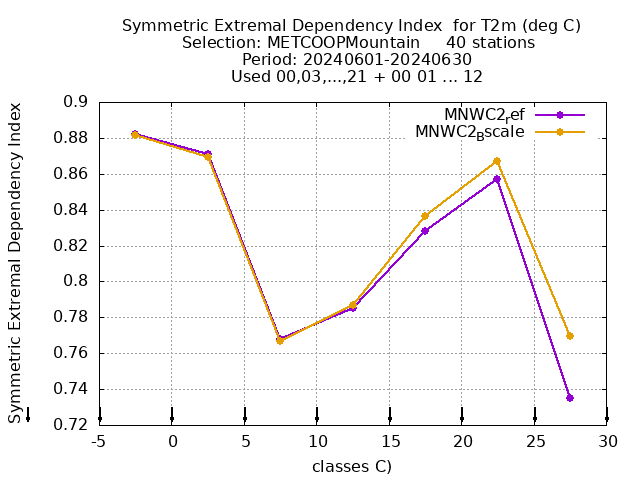 Symmetric Extremal Dependency Index  for T2m (deg C)
Selection: METCOOPMountain     40 stations
Period: 20240601-20240630
Used 00,03,...,21 + 00 01 ... 12
Symmetric Extremal Dependency Index
0.9
0.88
0.86
0.84
0.82
0.8
0.78
0.76
0.74
0.72
MNWC2ref
MNWC2Bscale
-5 0 5 10 15 20 25 30
classes C)